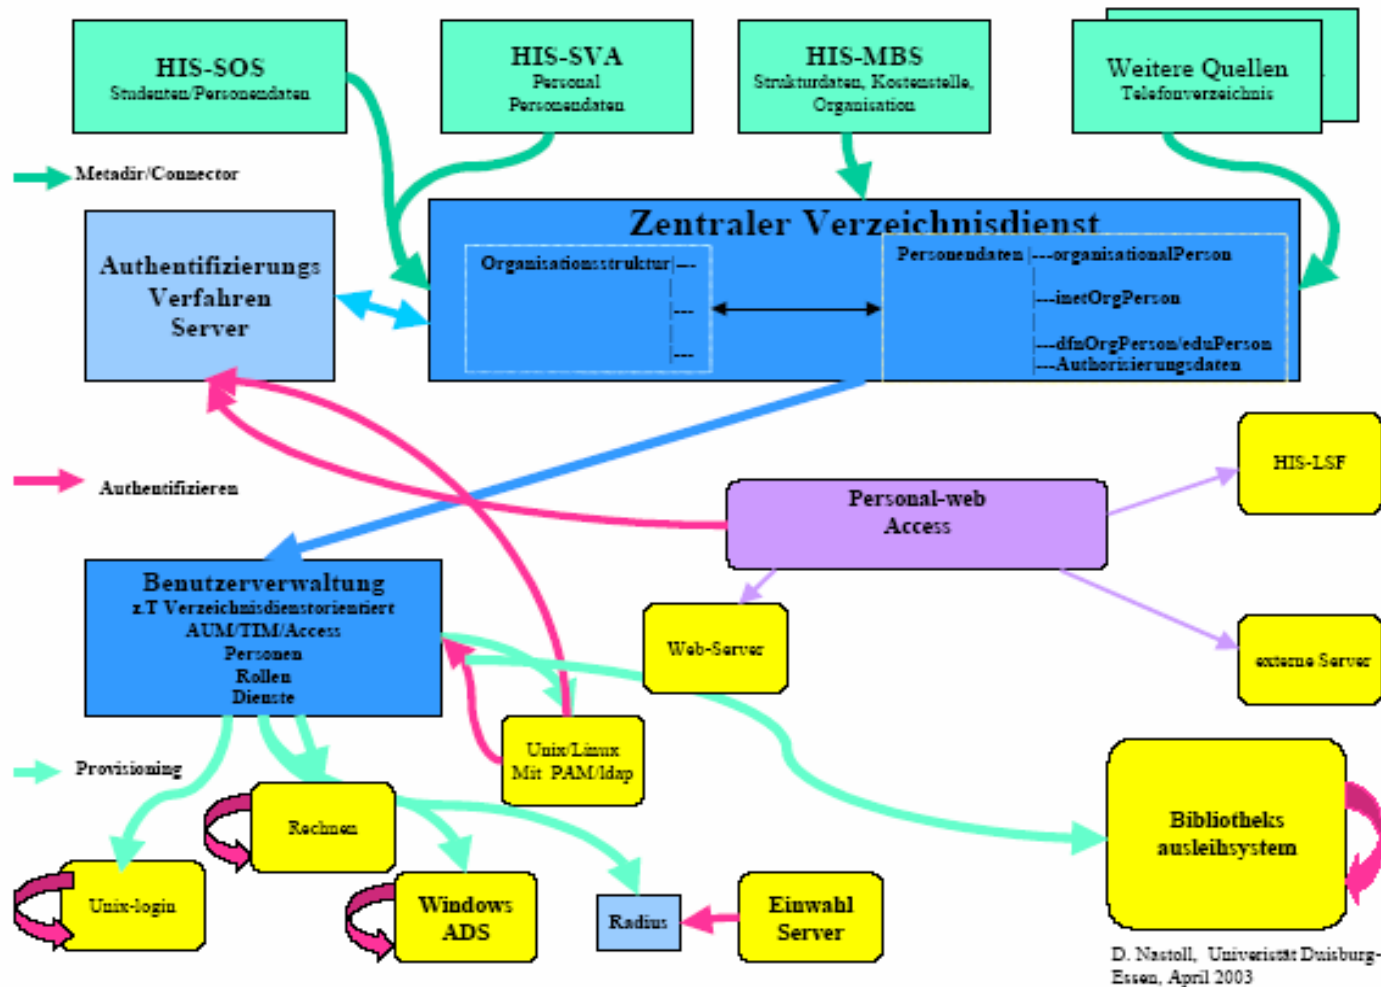 HIS-SOS
Studenten/Personendaten
HIS-SVA
Personal
Personendaten
HIS-MBS
Strukturdaten, Kostenstelle,
Organisation
Weitere Quellen
Telefonverzeichnis
Metadir/Connector
Zentraler Verzeichnisdienst
Organisationsstruktur|---
|
|---
|
|---
Personendaten |---organisationalPerson
|
|---inetOrgPerson
|
|---dfnOrgPerson/eduPerson
|---Authorisierungsdaten
Authentifizierungs
Verfahren
Server
Authentifizieren
HIS-LSF
Personal-web
Access
Benutzerverwaltung
z.T Verzeichnisdienstorientiert
AUM/TIM/Access
Personen
Rollen
Dienste
Web-Server
externe Server
Unix/Linux
Mit PAM/ldap
Provisioning
Rechnen
Bibliotheks
ausleihsystem
Unix-login
Windows
ADS
Radius
Einwahl
Server
D. Nastoll, Univeristät Duisburg-
Essen, April 2003